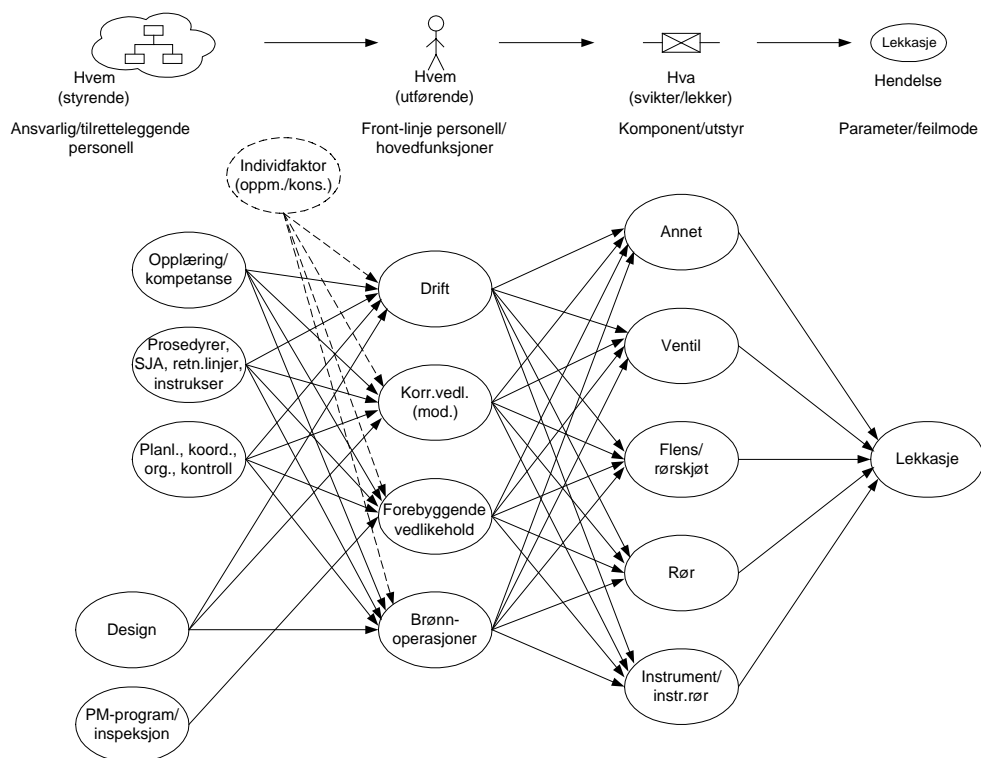 Lekkasje
Hvem
(styrende)
Hvem
(utførende)
Hva
(svikter/lekker)
Hendelse
Ansvarlig/tilretteleggende
personell
Front-linje personell/
hovedfunksjoner
Komponent/utstyr
Parameter/feilmode
Individfaktor
(oppm./kons.)
Opplæring/
kompetanse
Prosedyrer,
SJA, retn.linjer,
instrukser
Planl., koord.,
org., kontroll
Design
PM-program/
inspeksjon
Drift
Korr.vedl.
(mod.)
Forebyggende
vedlikehold
Brønn-
operasjoner
Annet
Ventil
Flens/
rørskjøt
Rør
Instrument/
instr.rør
Lekkasje